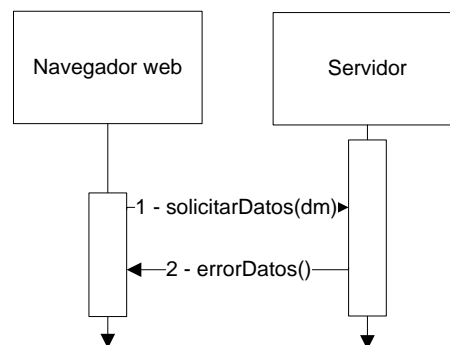 Navegador web
Servidor
1 - solicitarDatos(dm)
2 - errorDatos()